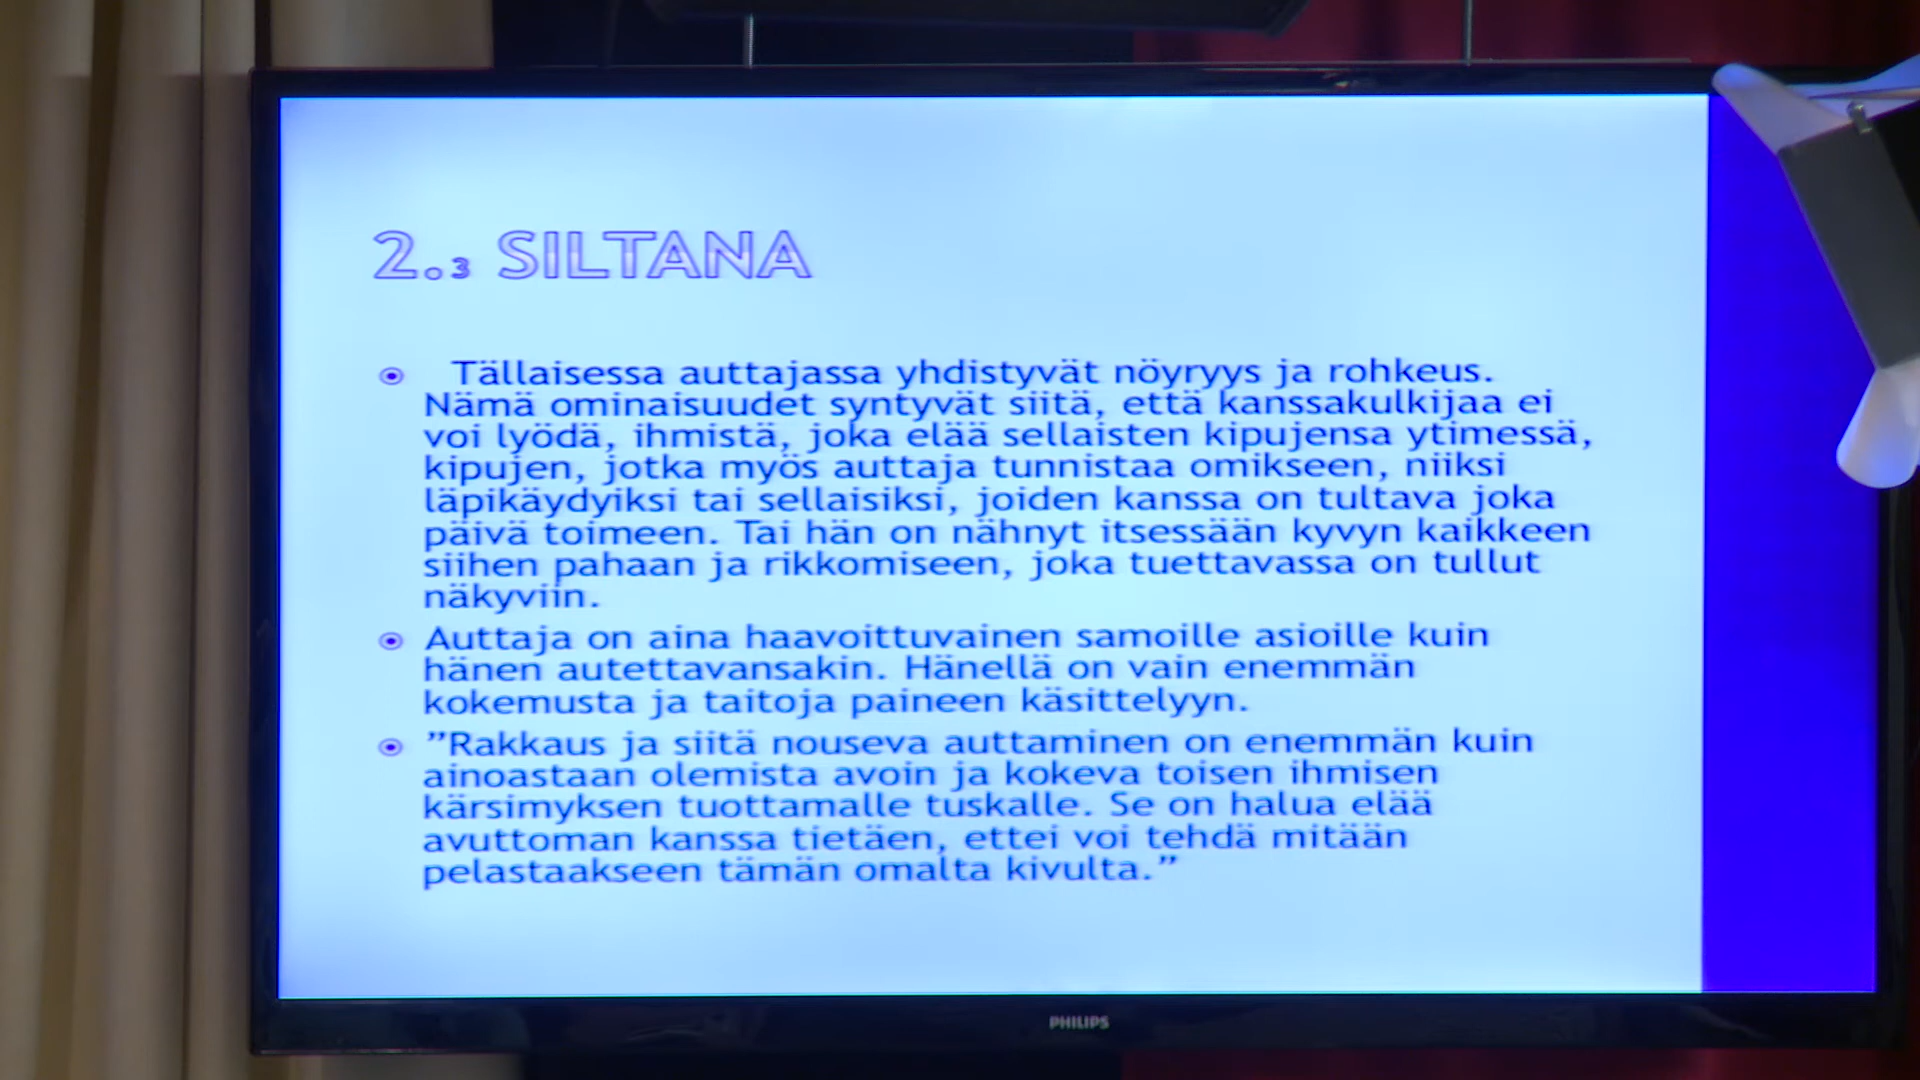 2.3 SILTANA
Tällaisessa auttajassa yhdistyvät nöyryys ja rohkeus.
Nämä ominaisuudet syntyvät siitä, että kanssakulkijaa ei
voi lyödä, ihmistä, joka elää sellaisten kipujensa ytimessä,
kipujen, jotka myös auttaja tunnistaa omikseen, niiksi
läpikäydyiksi tai sellaisiksi, joiden kanssa on tultava joka
päivä toimeen. Tai hän on nähnyt itsessään kyvyn kaikkeen
siihen pahaan ja rikkomiseen, joka tuettavassa on tullut
näkyviin.
Auttaja on aina haavoittuvainen samoille asioille kuin
hänen autettavansakin. Hänellä on vain enemmän
kokemusta ja taitoja paineen käsittelyyn.
”Rakkaus ja siitä nouseva auttaminen on enemmän kuin
ainoastaan olemista avoin ja kokeva toisen ihmisen
kärsimyksen tuottamalle tuskalle. Se on halua elää
avuttoman kanssa tietäen, ettei voi tehdä mitään
pelastaakseen tämän omalta kivulta.”
PHILIPS